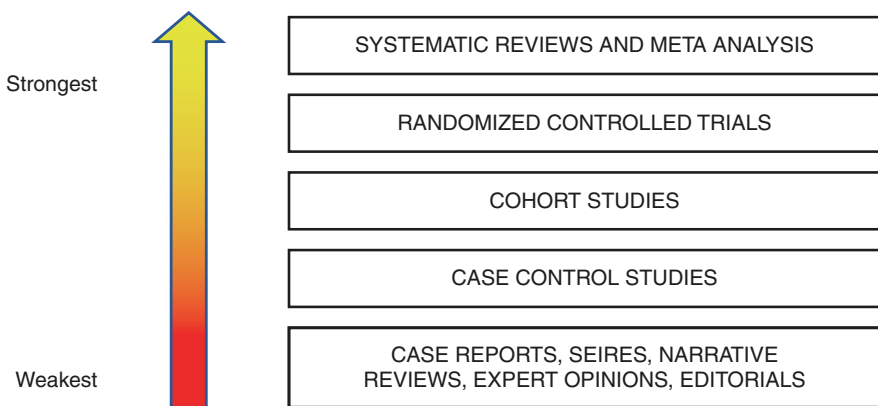 SYSTEMATIC REVIEWS AND META ANALYSIS
Strongest
RANDOMIZED CONTROLLED TRIALS
COHORT STUDIES
CASE CONTROL STUDIES
CASE REPORTS, SEIRES, NARRATIVE
REVIEWS, EXPERT OPINIONS, EDITORIALS
Weakest